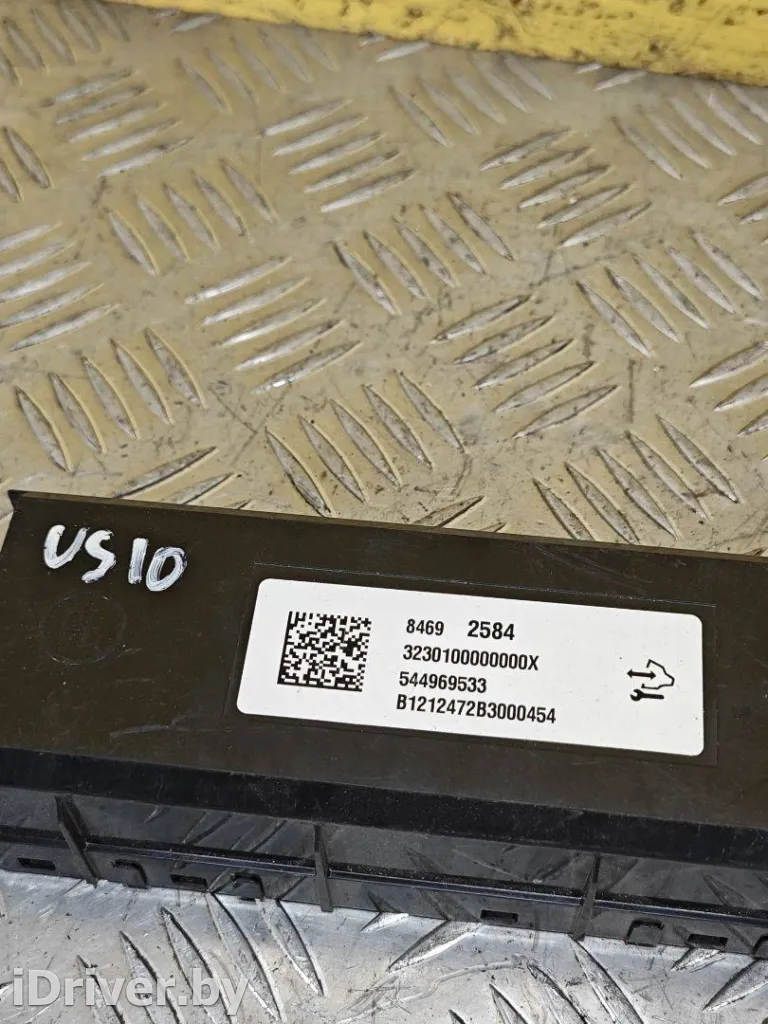 US10
8469 2584
3230100000000X
544969533
B1212472B3000454
iDriver.by